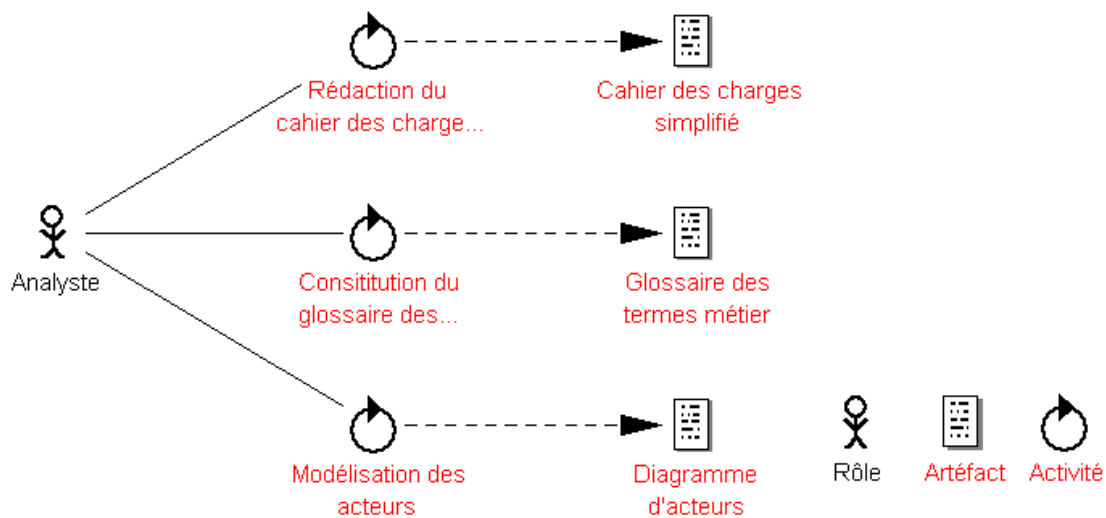 Rédaction du
cahier des charge...
Cahier des charges
simplifié
Analyste
Consititution du
glossaire des...
Glossaire des
termes métier
Modélisation des
acteurs
Diagramme
d'acteurs
Rôle
Artéfact
Activité